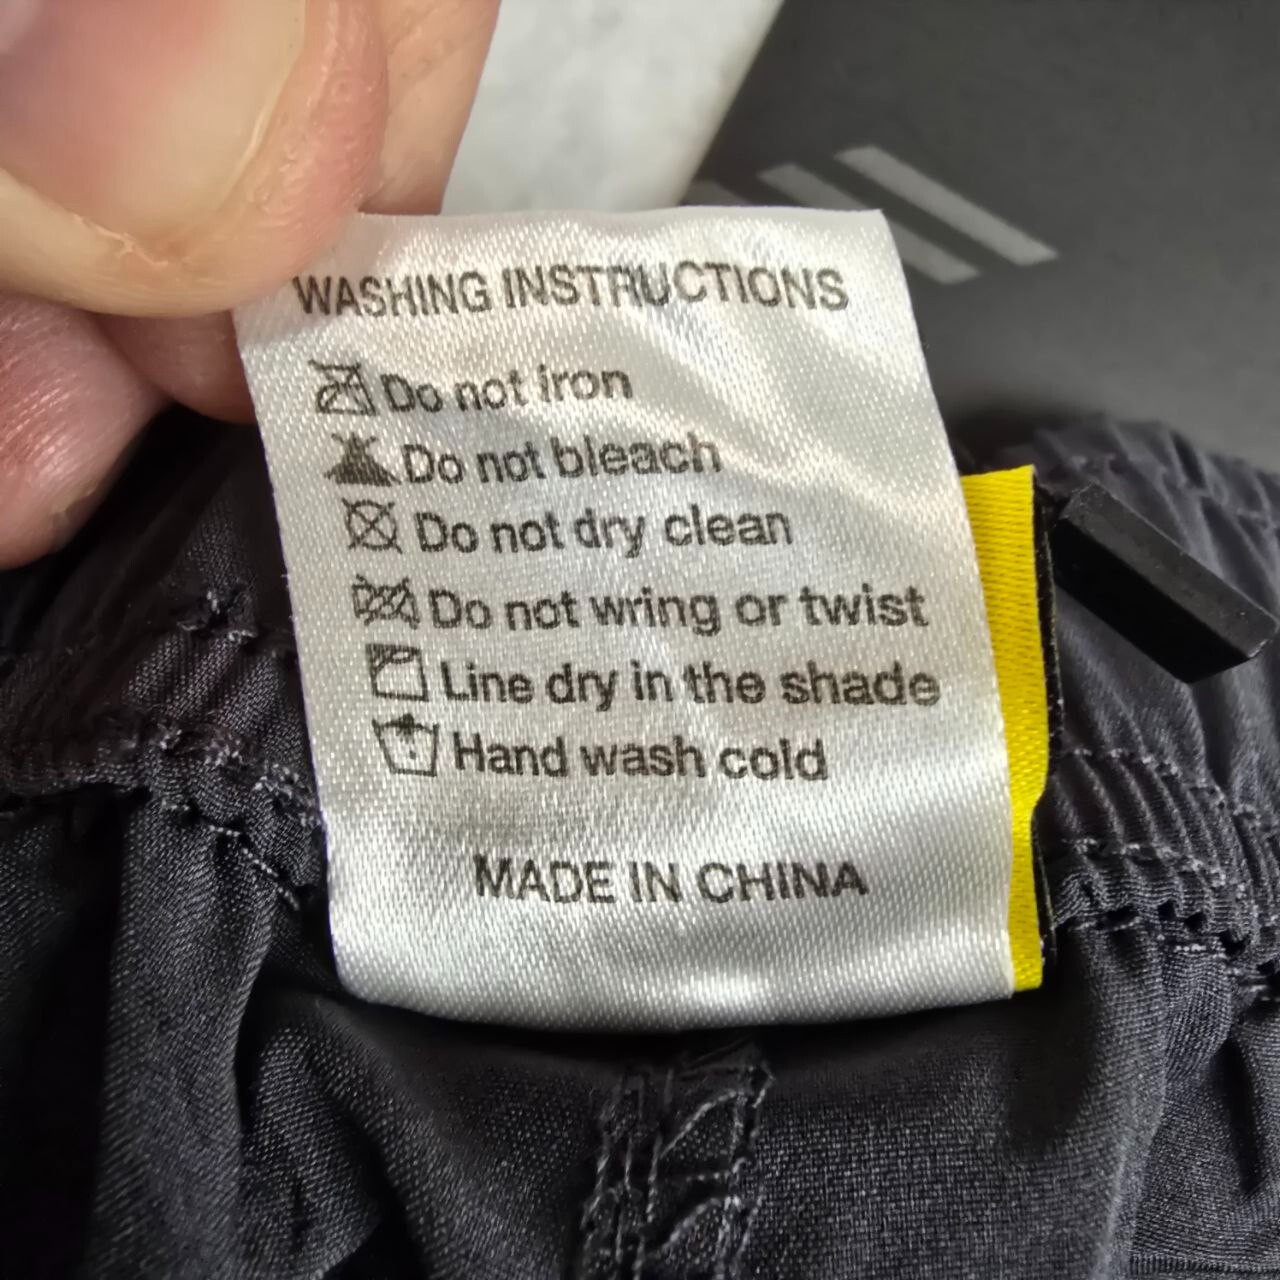 WASHING INSTRUCTIONS
Do not iron
Do not bleach
Do not dry clean
Do not wring or twist
Line dry in the shade
Hand wash cold
MADE IN CHINA